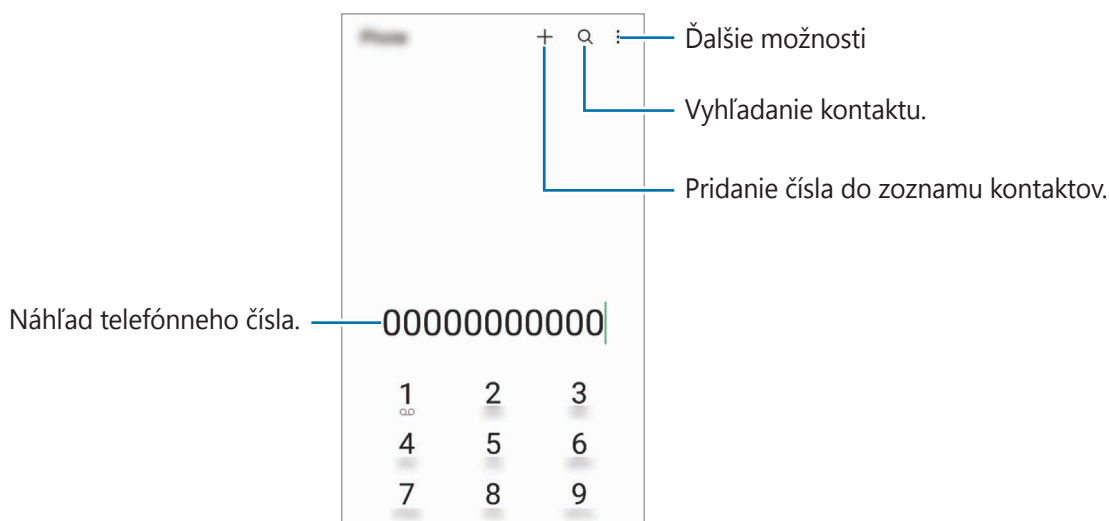 Ďalšie možnosti
Vyhľadanie kontaktu.
Pridanie čísla do zoznamu kontaktov.
Náhľad telefónneho čísla.
00000000000
1 2 3
4 5 6
7 8 9